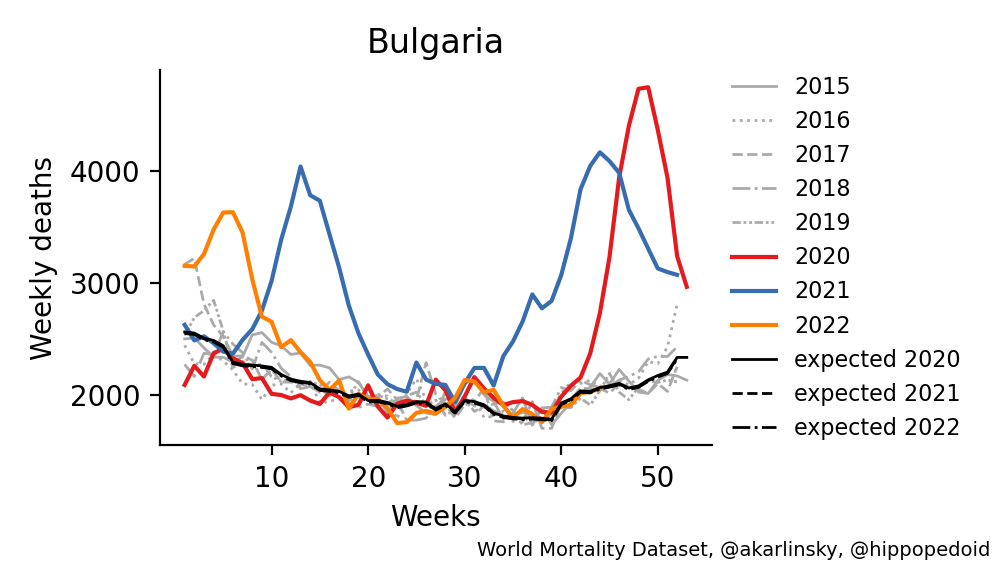 Bulgaria
Weekly deaths
4000
3000
2000
10 20 30 40 50
Weeks
2015
2016
2017
2018
2019
2020
2021
2022
expected 2020
expected 2021
expected 2022
World Mortality Dataset, @akarlinsky, @hippopedoid